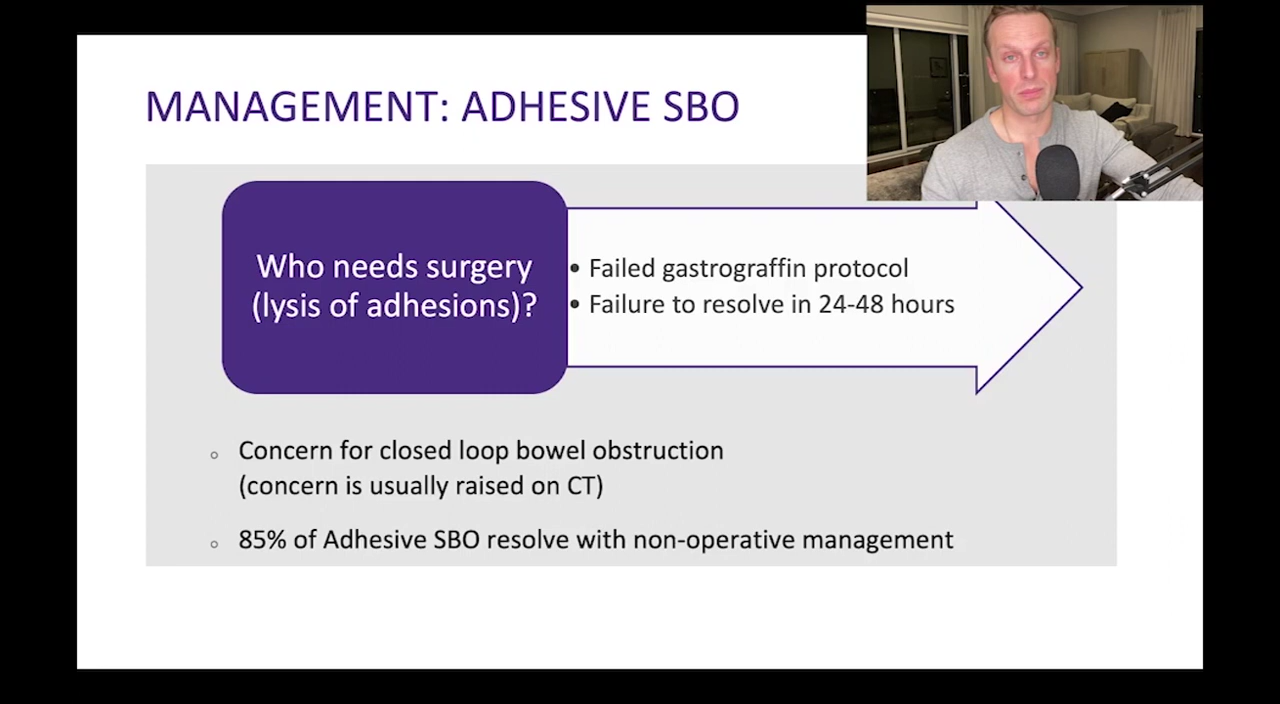 MANAGEMENT: ADHESIVE SBO
Who needs surgery
(lysis of adhesions)?
• Failed gastrograffin protocol
• Failure to resolve in 24-48 hours
○ Concern for closed loop bowel obstruction
(concern is usually raised on CT)
○ 85% of Adhesive SBO resolve with non-operative management